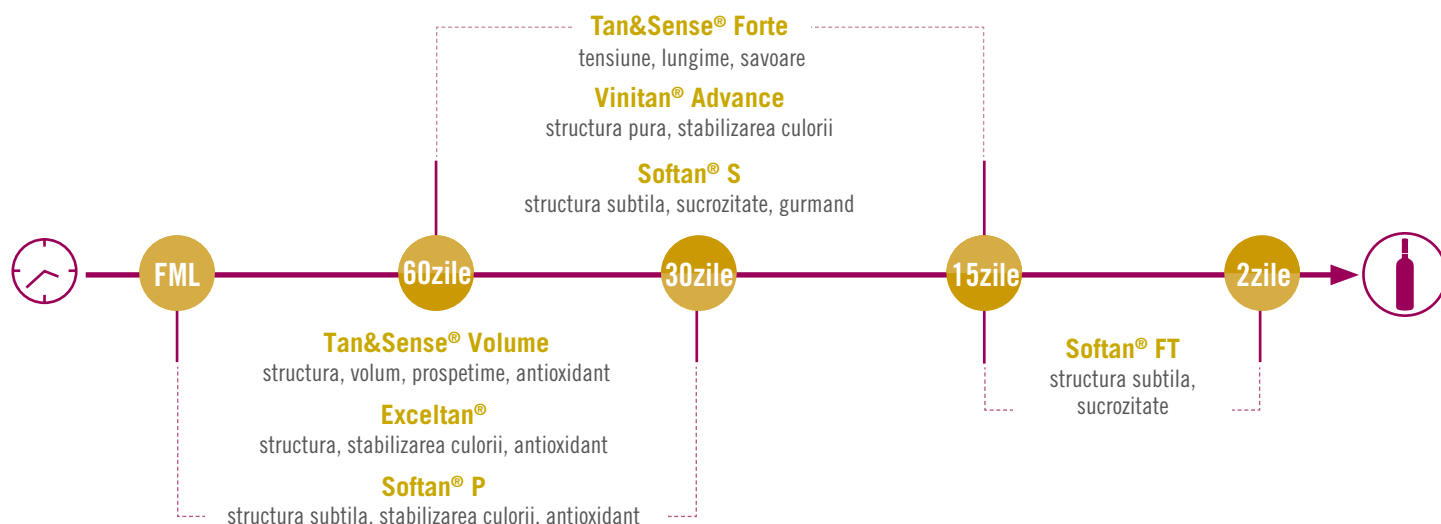 Tan&Sense® Forte
tensiune, lungime, savoare
Vinitan® Advance
structura pura, stabilizarea culorii
Softan® S
structura subtila, sucrozitate, gurmand
FML
60zile
30zile
15zile
2zile
Tan&Sense® Volume
structura, volum, prospetime, antioxidant
Exceltan®
structura, stabilizarea culorii, antioxidant
Softan® P
structura subtila, stabilizarea culorii, antioxidant
Softan® FT
structura subtila,
sucrozitate